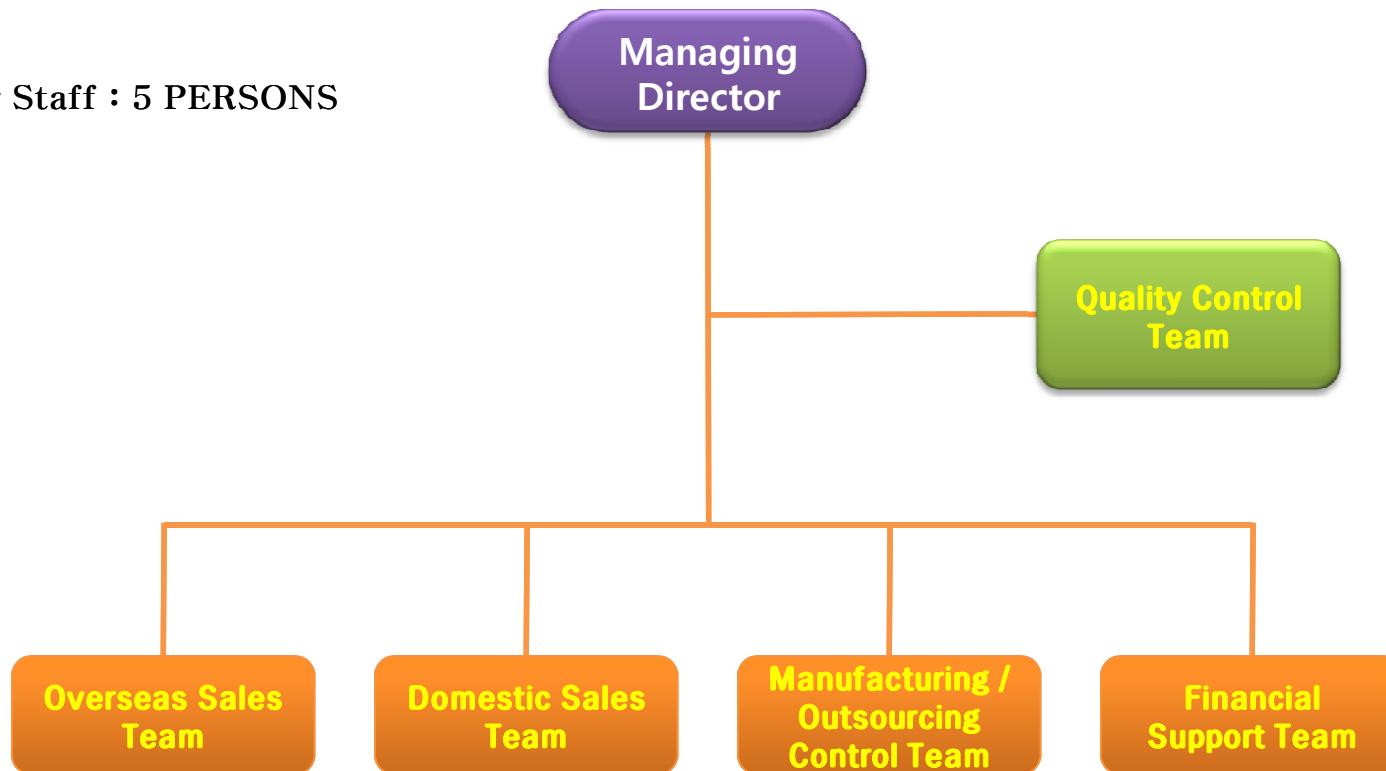 Managing
Director
Staff : 5 PERSONS
Quality Control
Team
Overseas Sales
Team
Domestic Sales
Team
Manufacturing /
Outsourcing
Control Team
Financial
Support Team